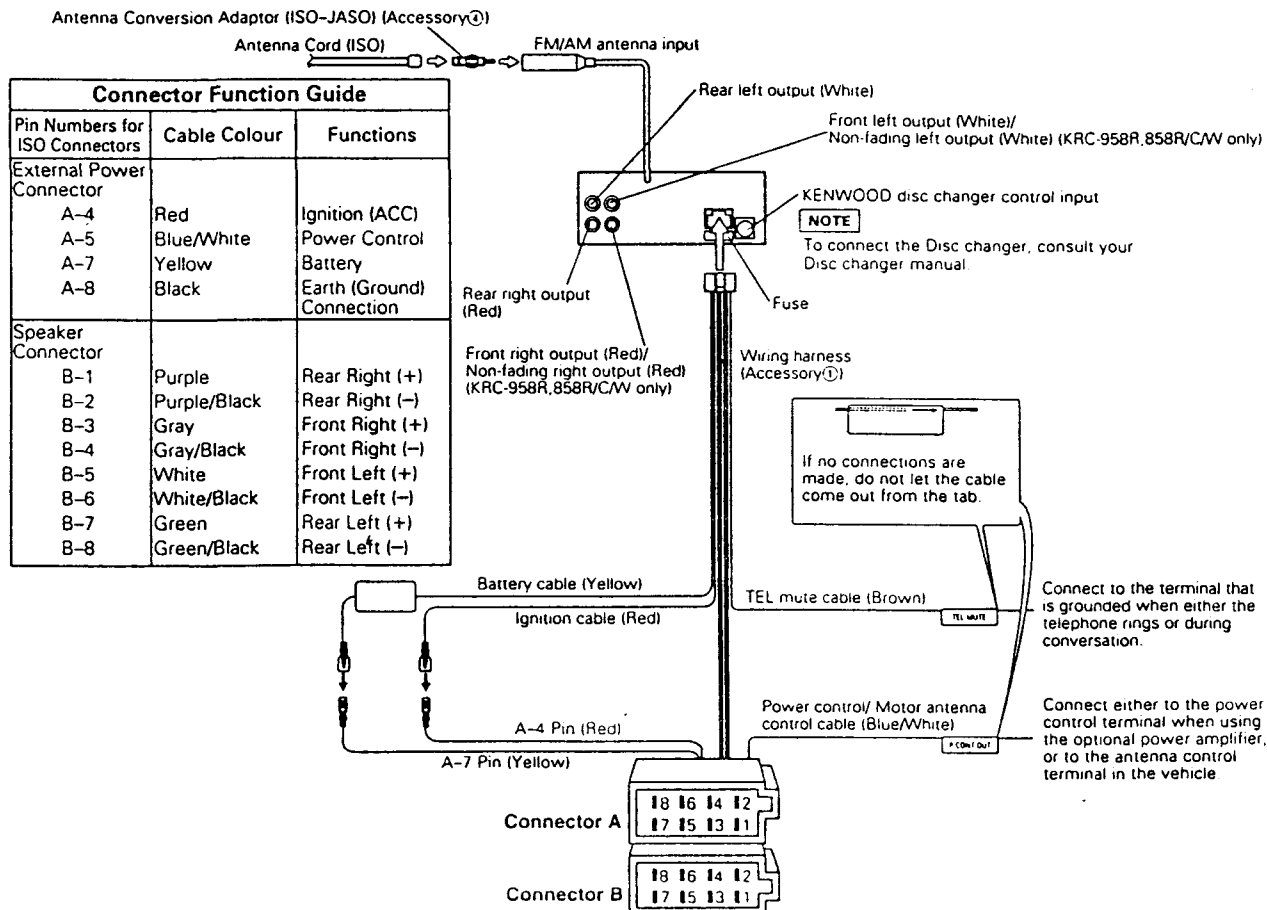 Antenna Conversion Adaptor (ISO-JASO) (Accessory④)
Antenna Cord (ISO)
FM/AM antenna input
Connector Function Guide
Pin Numbers for ISO Connectors
Cable Colour
Functions
External Power Connector
A–4 Red Ignition (ACC)
A–5 Blue/White Power Control
A–7 Yellow Battery
A–8 Black Earth (Ground) Connection
Speaker Connector
B–1 Purple Rear Right (+)
B–2 Purple/Black Rear Right (–)
B–3 Gray Front Right (+)
B–4 Gray/Black Front Right (–)
B–5 White Front Left (+)
B–6 White/Black Front Left (–)
B–7 Green Rear Left (+)
B–8 Green/Black Rear Left (–)
Rear left output (White)
Front left output (White)/
Non-fading left output (White) (KRC-958R,858R/C/W only)
KENWOOD disc changer control input
NOTE
To connect the Disc changer, consult your
Disc changer manual.
Rear right output
(Red)
Fuse
Front right output (Red)/
Non-fading right output (Red)
(KRC-958R,858R/C/W only)
Wiring harness
(Accessory①)
If no connections are
made, do not let the cable
come out from the tab.
Battery cable (Yellow)
Ignition cable (Red)
TEL mute cable (Brown)
TEL MUTE
Connect to the terminal that
is grounded when either the
telephone rings or during
conversation.
Power control/ Motor antenna
control cable (Blue/White)
P.CONT OUT
Connect either to the power
control terminal when using
the optional power amplifier,
or to the antenna control
terminal in the vehicle.
A–4 Pin (Red)
A–7 Pin (Yellow)
Connector A
8 6 4 2
7 5 3 1
Connector B
8 6 4 2
7 5 3 1